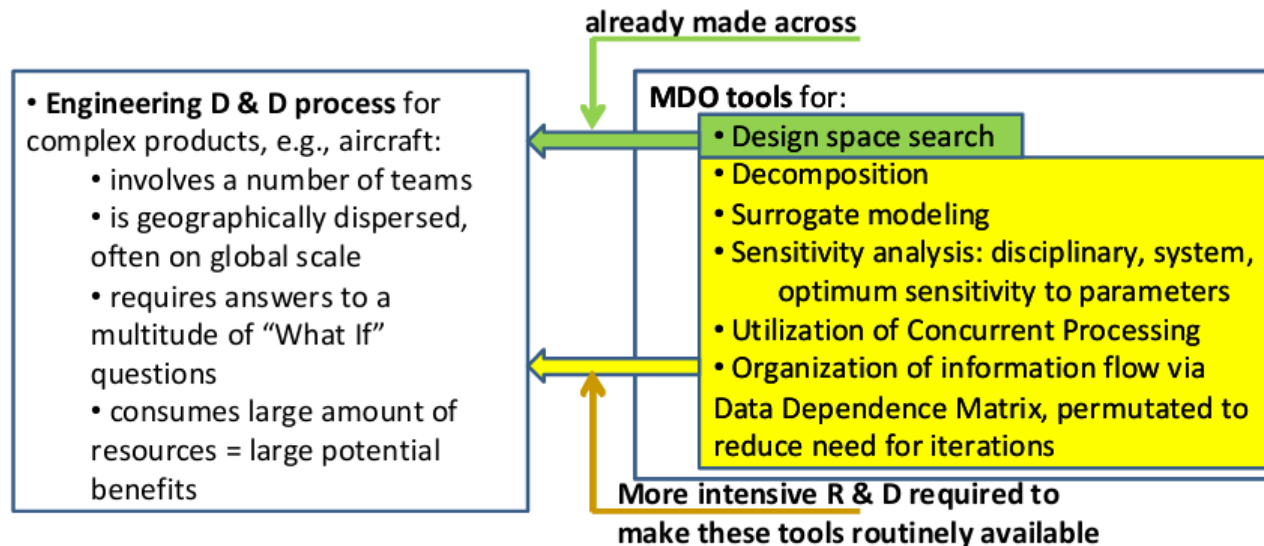 already made across
• Engineering D & D process for
complex products, e.g., aircraft:
• involves a number of teams
• is geographically dispersed,
often on global scale
• requires answers to a
multitude of “What If”
questions
• consumes large amount of
resources = large potential
benefits
MDO tools for:
• Design space search
• Decomposition
• Surrogate modeling
• Sensitivity analysis: disciplinary, system,
optimum sensitivity to parameters
• Utilization of Concurrent Processing
• Organization of information flow via
Data Dependence Matrix, permutated to
reduce need for iterations
More intensive R & D required to
make these tools routinely available